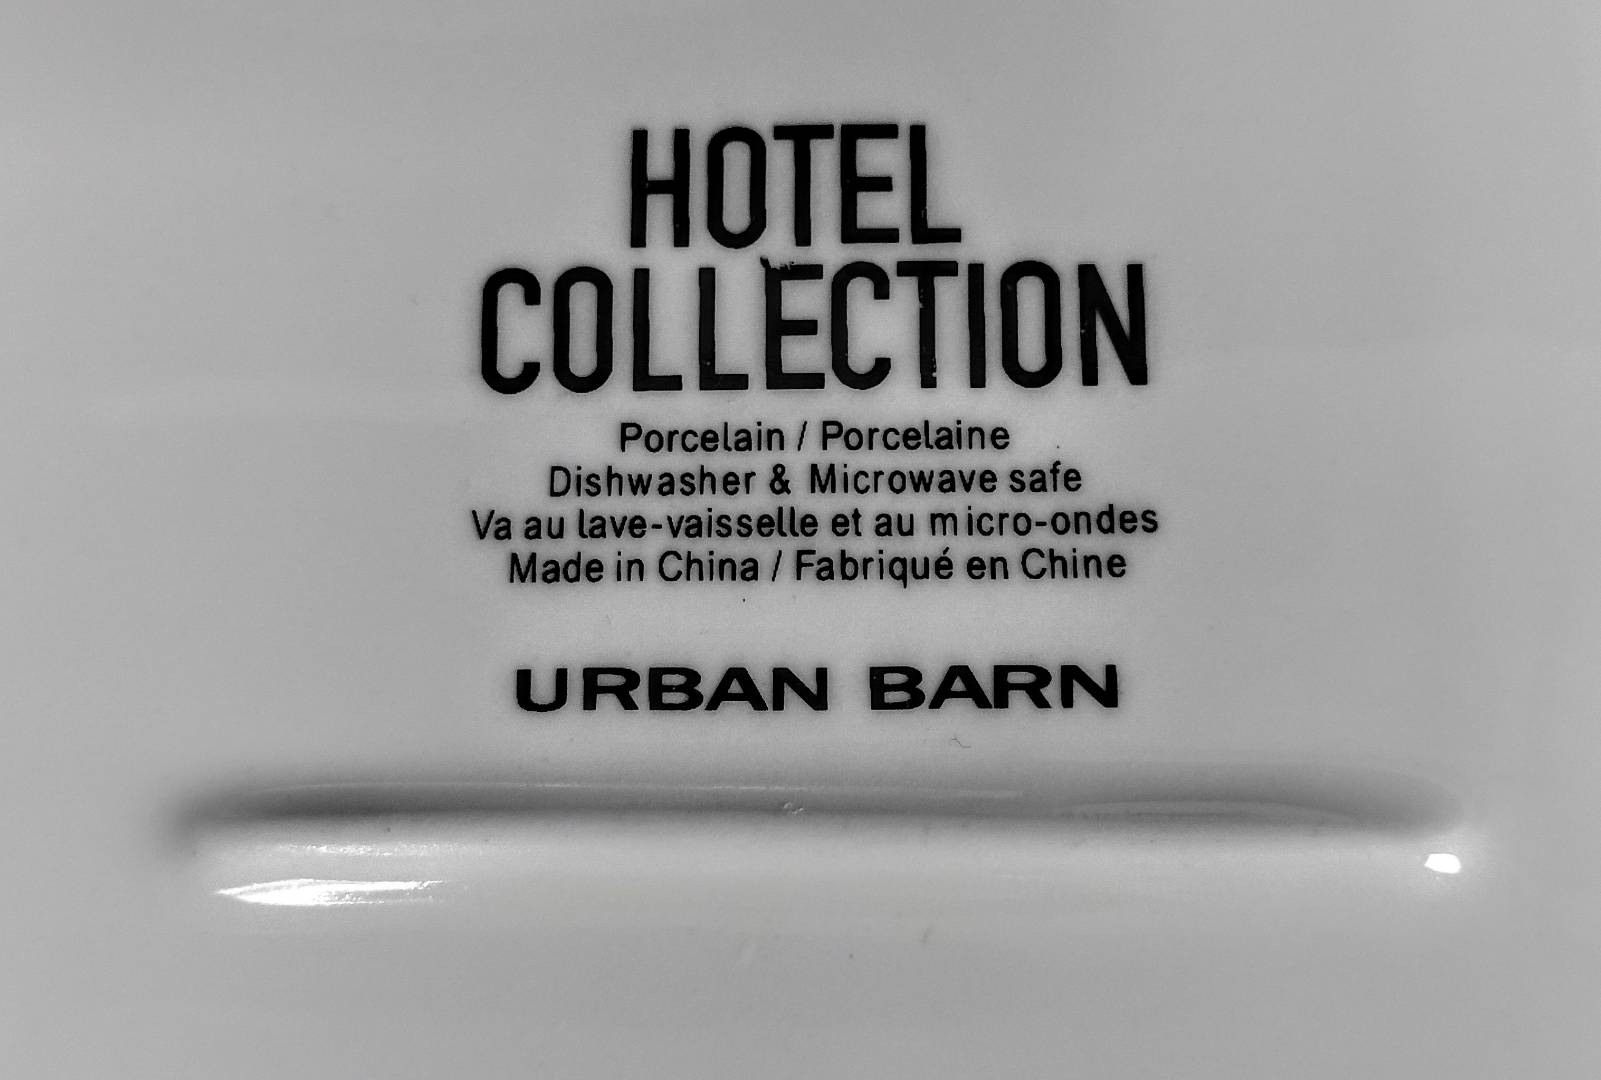 HOTEL
COLLECTION
Porcelain / Porcelaine
Dishwasher & Microwave safe
Va au lave-vaisselle et au micro-ondes
Made in China / Fabriqué en Chine
URBAN BARN